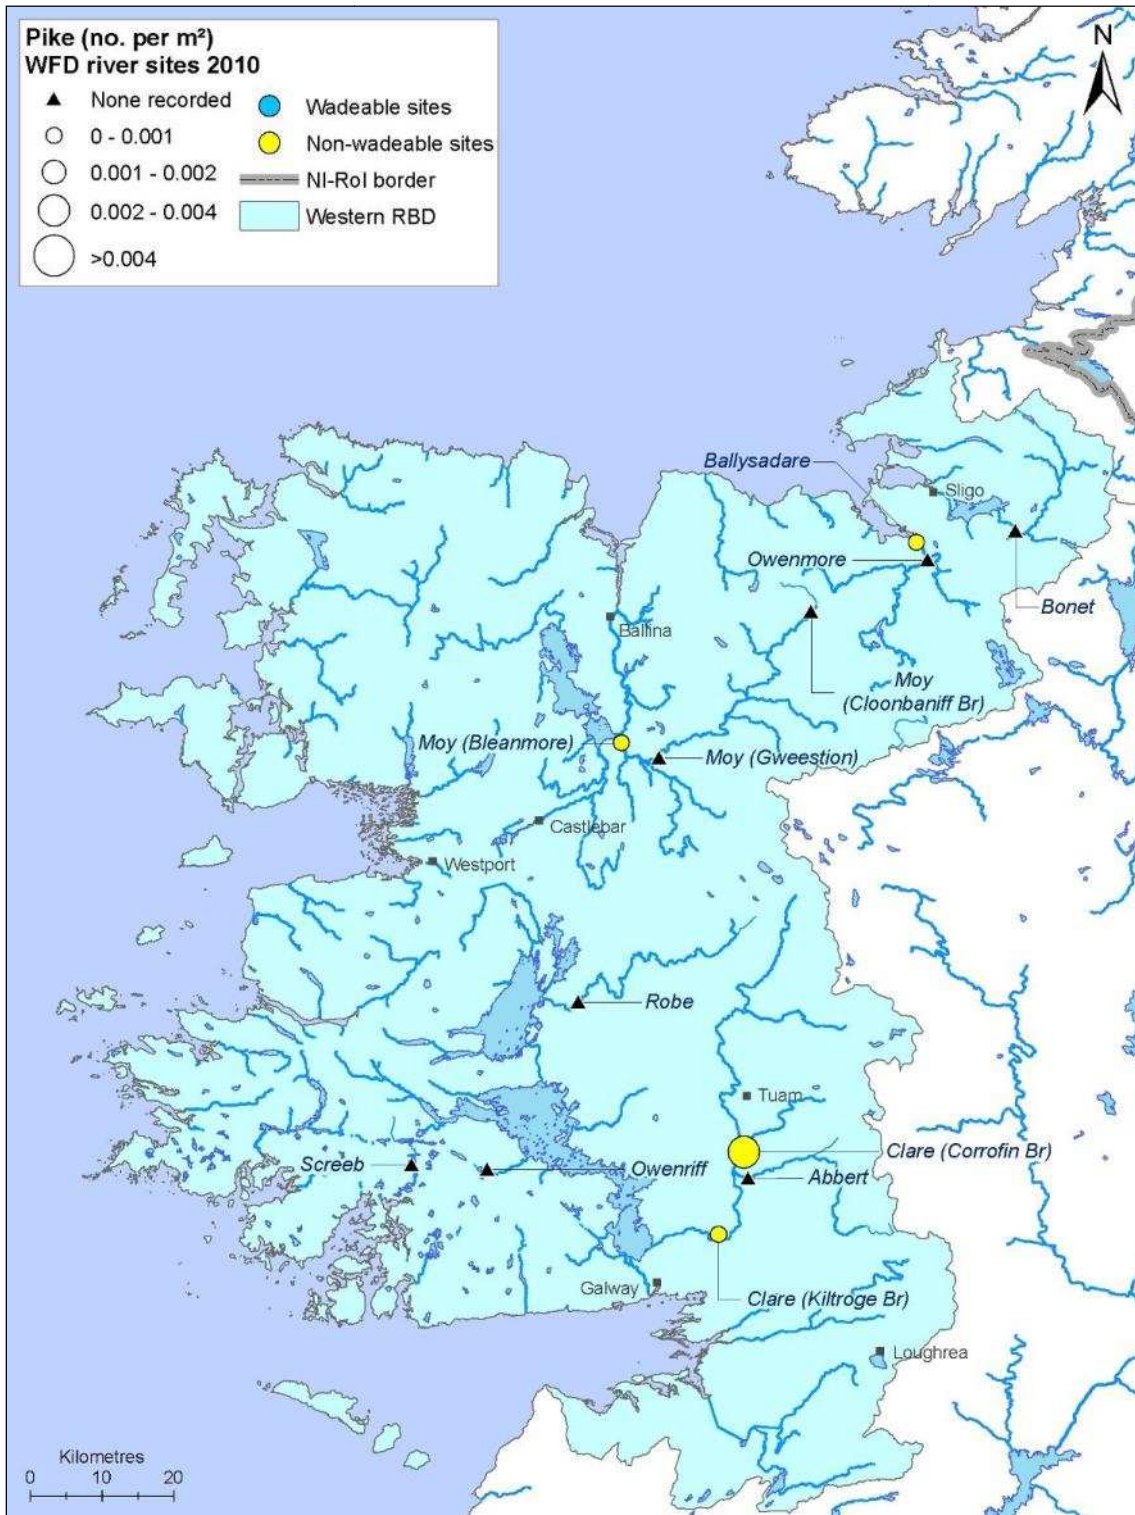 Pike (no. per m²)
WFD river sites 2010
None recorded
0 - 0.001
0.001 - 0.002
0.002 - 0.004
>0.004
Wadeable sites
Non-wadeable sites
NI-RoI border
Western RBD
N
Ballysadare
Sligo
Owenmore
Bonet
Ballina
Moy
(Cloonbaniff Br)
Moy (Bleanmore)
Moy (Gweestion)
Castlebar
Westport
Robe
Tuam
Clare (Corrofin Br)
Screeb
Owenriff
Abbert
Galway
Clare (Kiltroge Br)
Loughrea
Kilometres
0 10 20